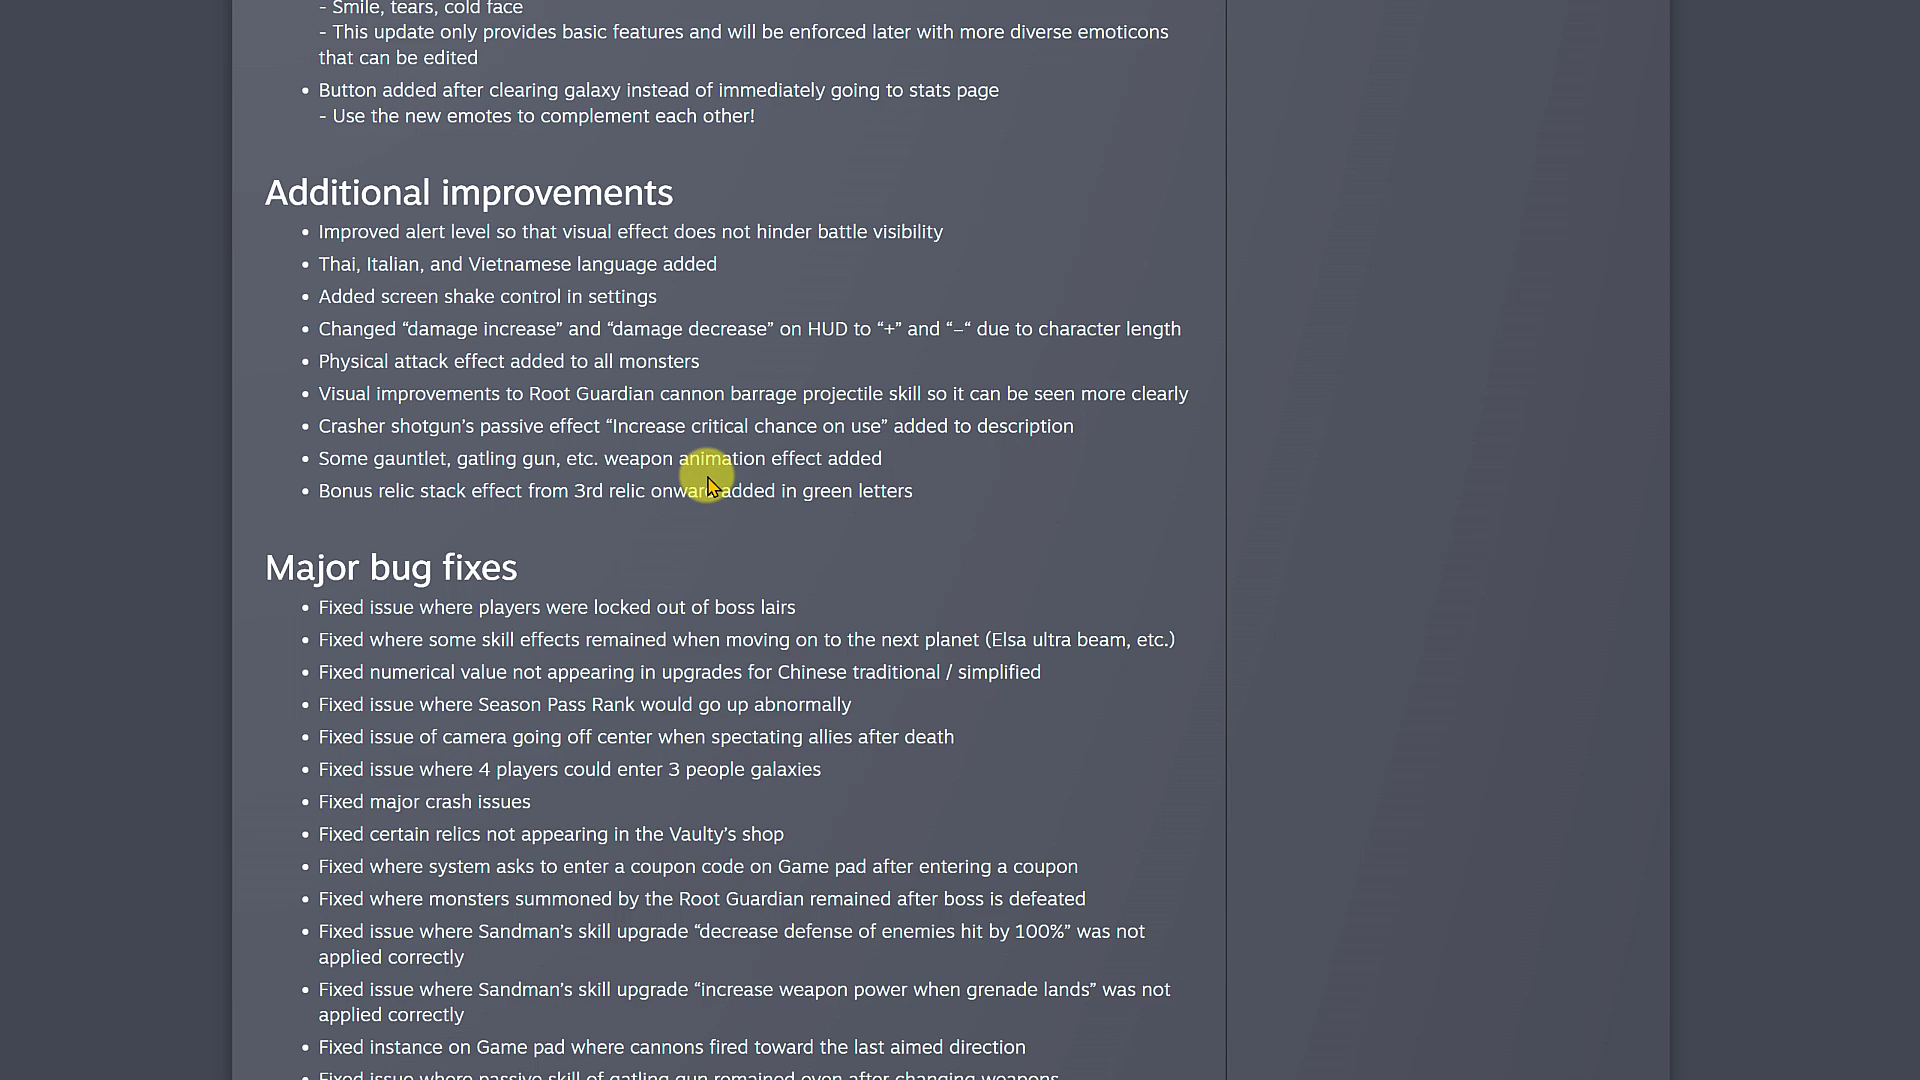 - Smile, tears, cold face
- This update only provides basic features and will be enforced later with more diverse emoticons
that can be edited
• Button added after clearing galaxy instead of immediately going to stats page
- Use the new emotes to complement each other!
Additional improvements
• Improved alert level so that visual effect does not hinder battle visibility
• Thai, Italian, and Vietnamese language added
• Added screen shake control in settings
• Changed “damage increase” and “damage decrease” on HUD to “+” and “–“ due to character length
• Physical attack effect added to all monsters
• Visual improvements to Root Guardian cannon barrage projectile skill so it can be seen more clearly
• Crasher shotgun’s passive effect “Increase critical chance on use” added to description
• Some gauntlet, gatling gun, etc. weapon animation effect added
• Bonus relic stack effect from 3rd relic onward added in green letters
Major bug fixes
• Fixed issue where players were locked out of boss lairs
• Fixed where some skill effects remained when moving on to the next planet (Elsa ultra beam, etc.)
• Fixed numerical value not appearing in upgrades for Chinese traditional / simplified
• Fixed issue where Season Pass Rank would go up abnormally
• Fixed issue of camera going off center when spectating allies after death
• Fixed issue where 4 players could enter 3 people galaxies
• Fixed major crash issues
• Fixed certain relics not appearing in the Vaulty’s shop
• Fixed where system asks to enter a coupon code on Game pad after entering a coupon
• Fixed where monsters summoned by the Root Guardian remained after boss is defeated
• Fixed issue where Sandman’s skill upgrade “decrease defense of enemies hit by 100%” was not
applied correctly
• Fixed issue where Sandman’s skill upgrade “increase weapon power when grenade lands” was not
applied correctly
• Fixed instance on Game pad where cannons fired toward the last aimed direction
• Fixed issue where passive skill of gatling gun remained even after changing weapons